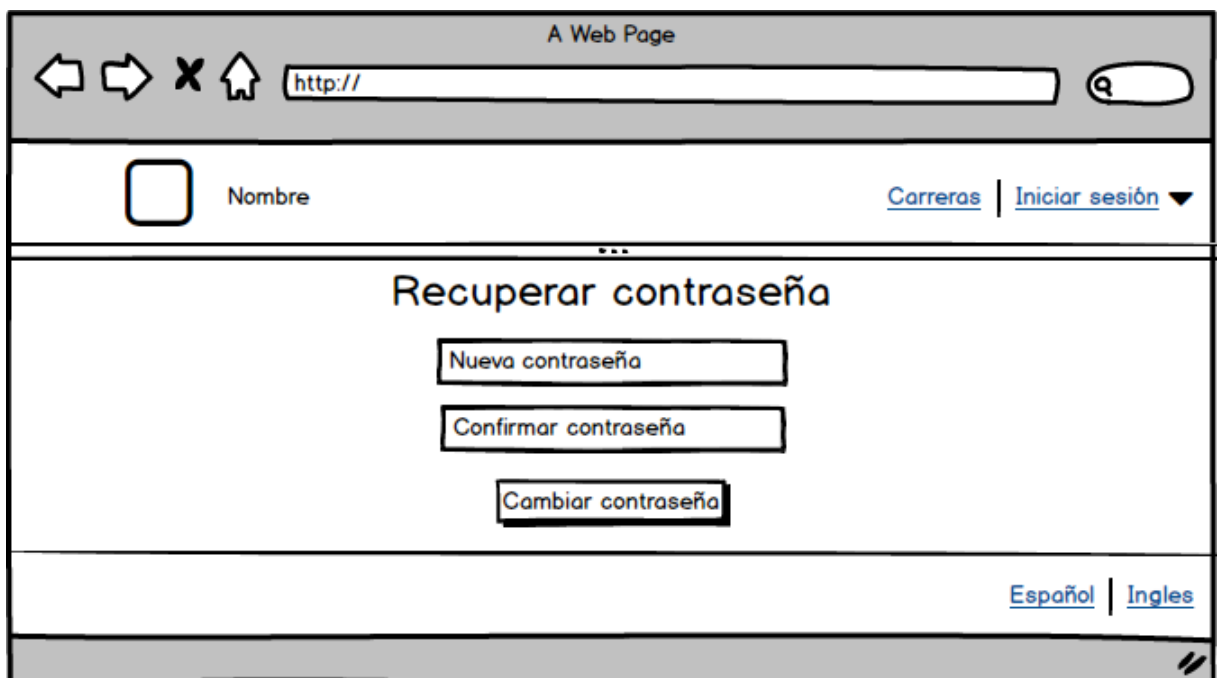 A Web Page
http://
Nombre
Carreras
Iniciar sesión
Recuperar contraseña
Nueva contraseña
Confirmar contraseña
Cambiar contraseña
Español
Ingles